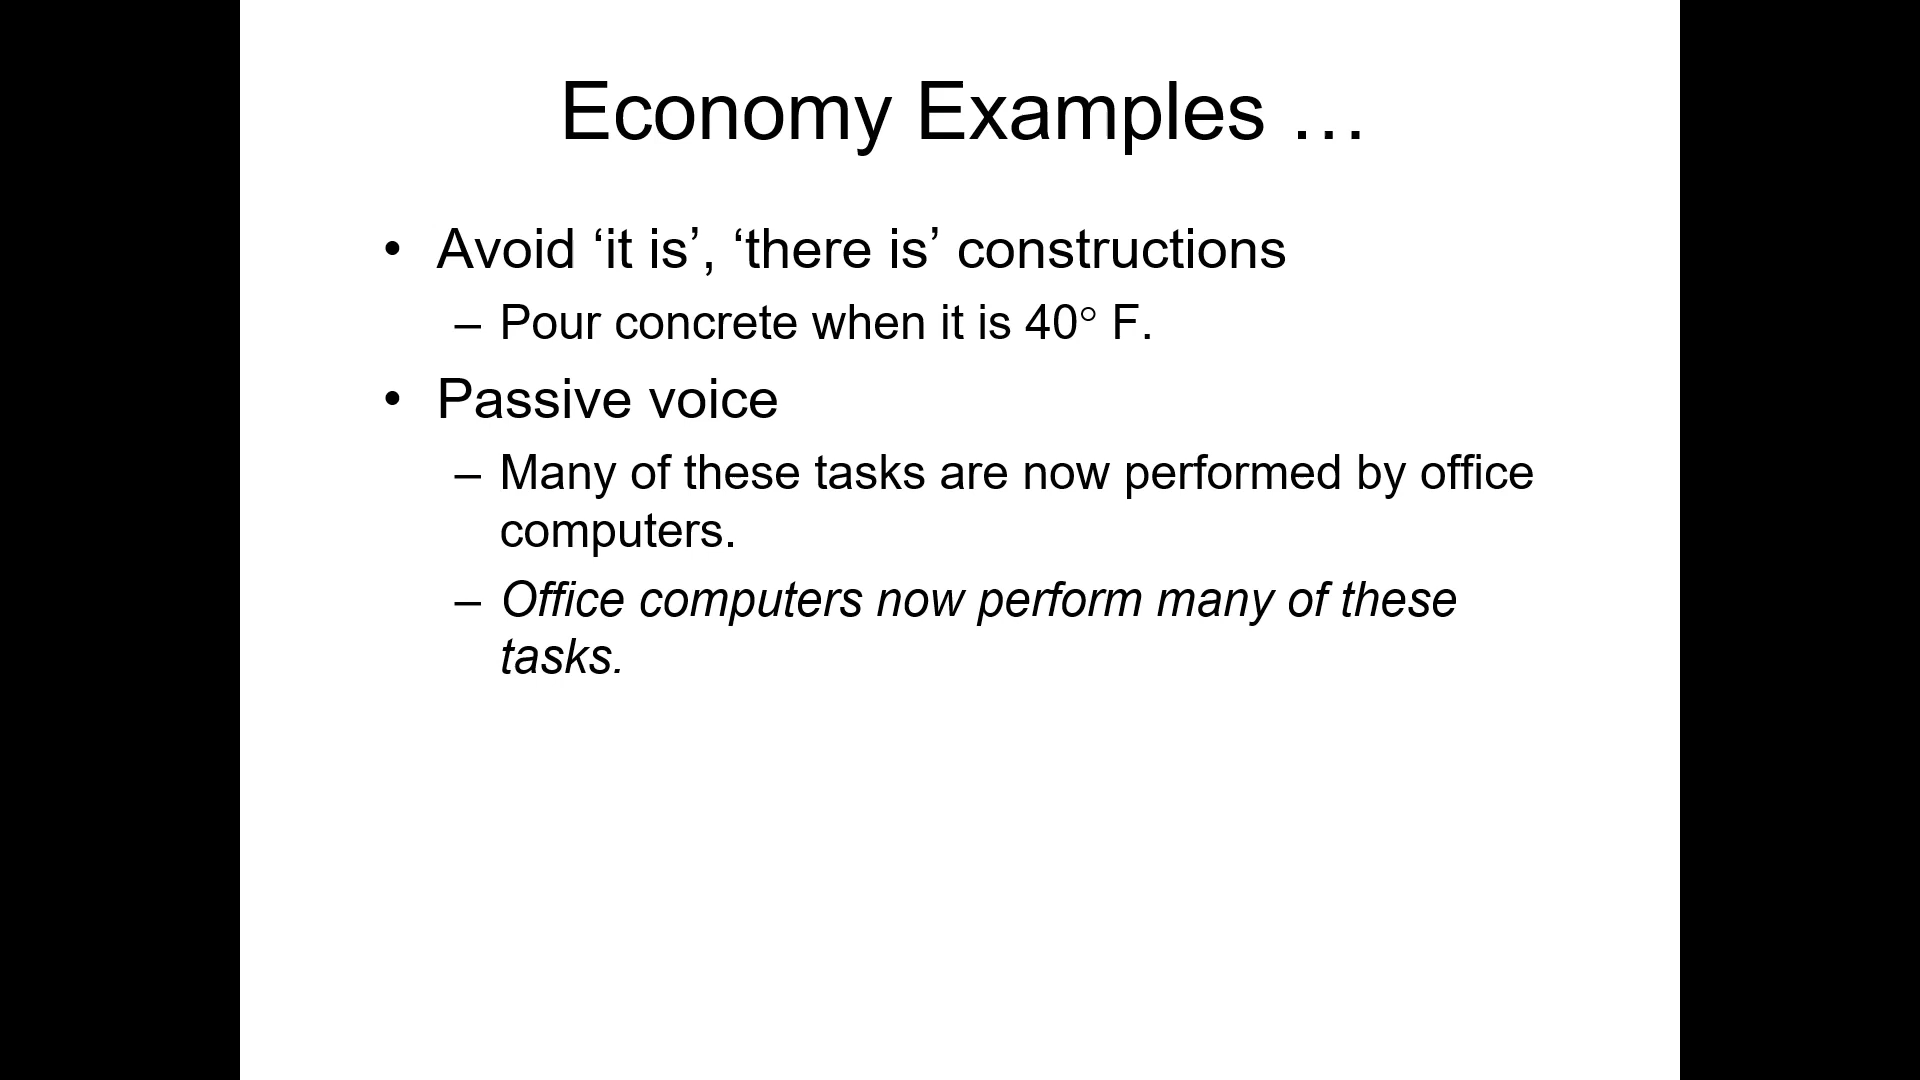 Economy Examples …
• Avoid ‘it is’, ‘there is’ constructions
– Pour concrete when it is 40° F.
• Passive voice
– Many of these tasks are now performed by office
computers.
– Office computers now perform many of these
tasks.